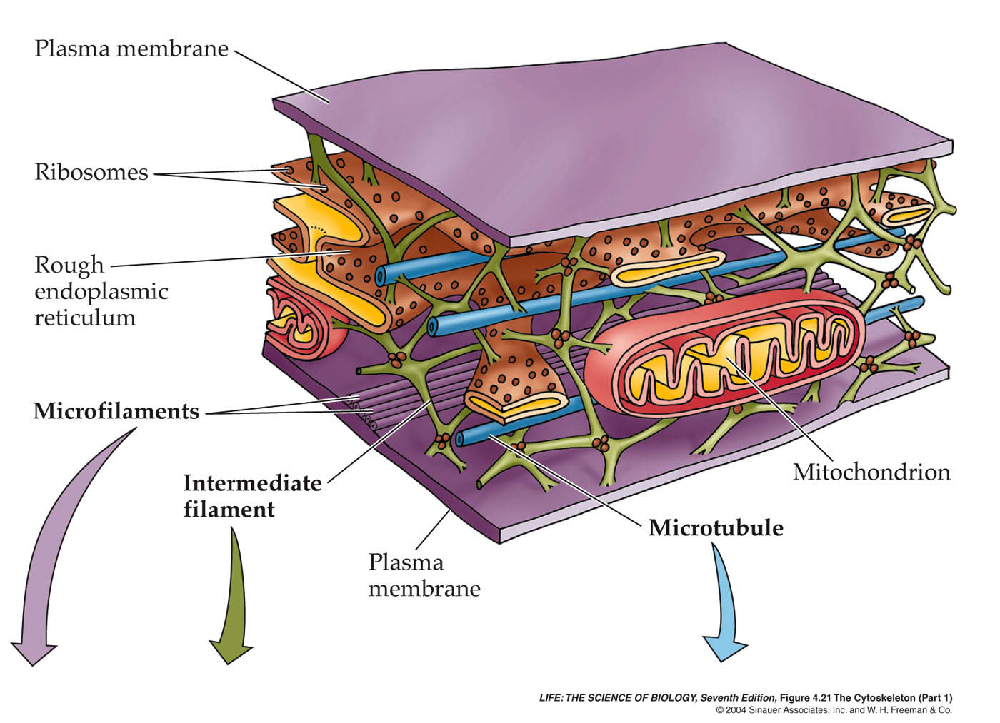 Plasma membrane
Ribosomes
Rough
endoplasmic
reticulum
Microfilaments
Intermediate
filament
Plasma
membrane
Mitochondrion
Microtubule
LIFE: THE SCIENCE OF BIOLOGY, Seventh Edition, Figure 4.21 The Cytoskeleton (Part 1)
© 2004 Sinauer Associates, Inc. and W. H. Freeman & Co.